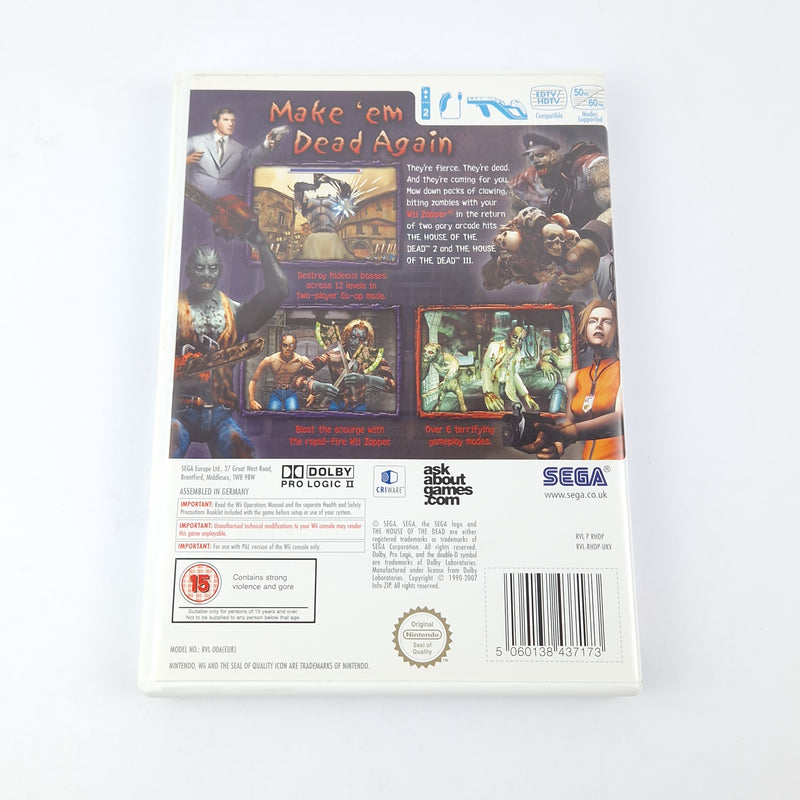 Make 'em
Dead Again
2
EDTV/
HDTV
Compatible
50Hz
60Hz
Modes
Supported
They're fierce. They're dead.
And they're coming for you.
Mow down packs of clawing,
biting zombies with your
Wii Zapper™ in the return
of two gory arcade hits –
THE HOUSE OF THE
DEAD™ 2 and THE HOUSE
OF THE DEAD™ III.
Destroy hideous bosses
across 12 levels in
two-player Co-op mode.
Blast the scourge with
the rapid-fire Wii Zapper.
Over 6 terrifying
gameplay modes.
SEGA Europe Ltd., 27 Great West Road,
Brentford, Middlesex, TW8 9BW
ASSEMBLED IN GERMANY
DOLBY
PRO LOGIC II
CRIWARE™
ask
about
games
.com
SEGA®
www.sega.co.uk
IMPORTANT: Read the Wii Operations Manual and the separate Health and Safety
Precautions Booklet included with the game before setup or use of your system.
IMPORTANT: Unauthorised technical modifications to your Wii console may render
this game unplayable.
IMPORTANT: For use with PAL version of the Wii console only.
© SEGA. SEGA, the SEGA logo and
THE HOUSE OF THE DEAD are either
registered trademarks or trademarks of
SEGA Corporation. All rights reserved.
Dolby, Pro Logic, and the double-D symbol
are trademarks of Dolby Laboratories.
Manufactured under license from Dolby
Laboratories. Copyright © 1990-2007
Info-ZIP. All rights reserved.
RVL P RHDP
RVL-RHDP-UKV
15
Contains strong
violence and gore
Suitable only for persons of 15 years and over.
Not to be supplied to any person below that age.
Original
Nintendo
Seal of
Quality
5 060138 437173
MODEL NO.: RVL-006(EUR)
NINTENDO, Wii AND THE SEAL OF QUALITY ICON ARE TRADEMARKS OF NINTENDO.